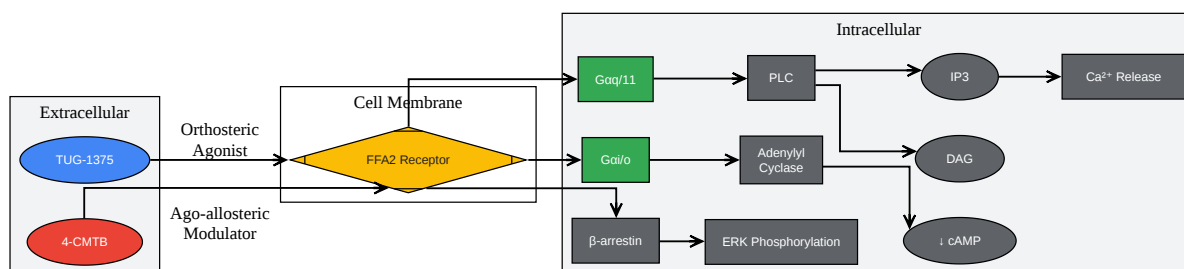 Intracellular
Gαq/11
PLC
IP3
Ca²⁺ Release
Extracellular
Cell Membrane
TUG-1375
Orthosteric
Agonist
FFA2 Receptor
Gαi/o
Adenylyl
Cyclase
DAG
4-CMTB
Ago-allosteric
Modulator
β-arrestin
ERK Phosphorylation
↓ cAMP